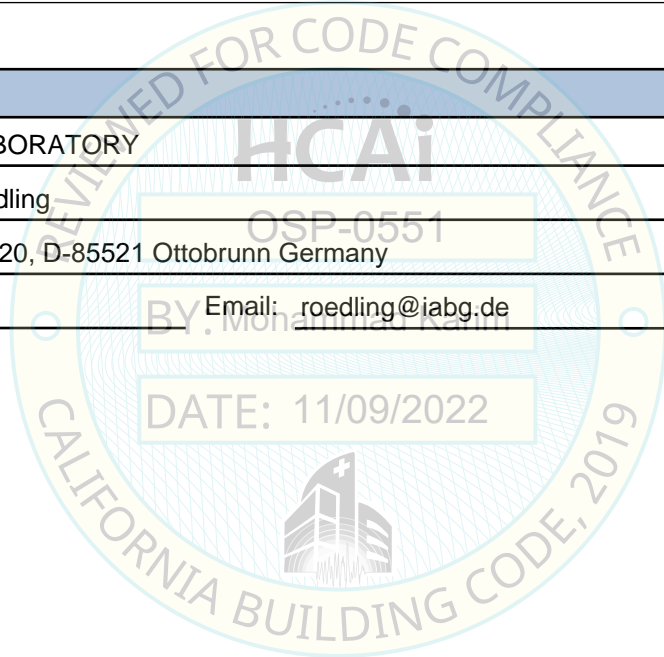 REVIEWED FOR CODE COMPLIANCE
HCAi
BORATORY
dling
OSP-0551
20, D-85521 Ottobrunn Germany
Email: roedling@iabg.de
BY: Mohammad Karim
DATE: 11/09/2022
CALIFORNIA BUILDING CODE, 2019